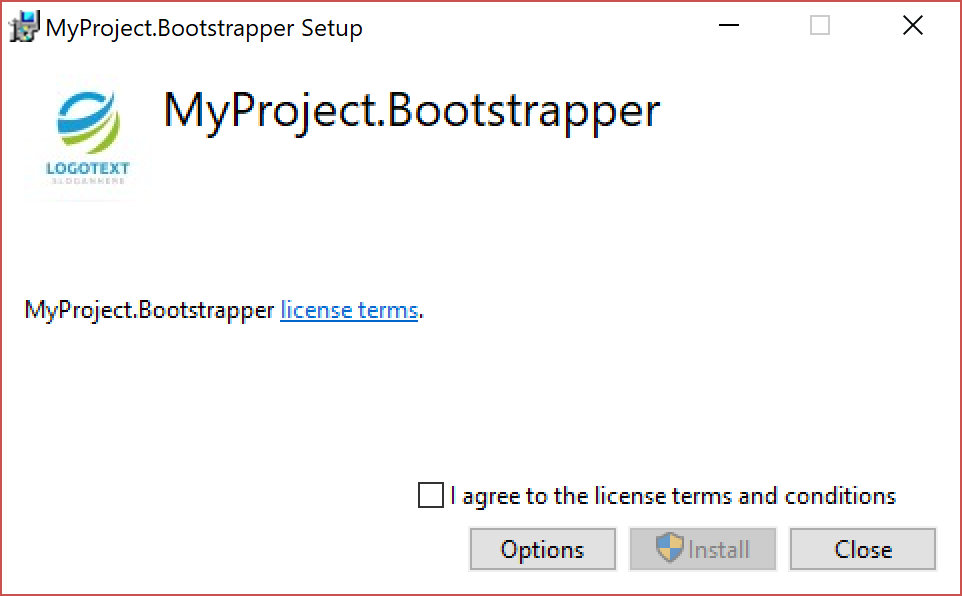 MyProject.Bootstrapper Setup
MyProject.Bootstrapper
LOGOTEXT
SLOGANHERE
MyProject.Bootstrapper license terms.
I agree to the license terms and conditions
Options
Install
Close